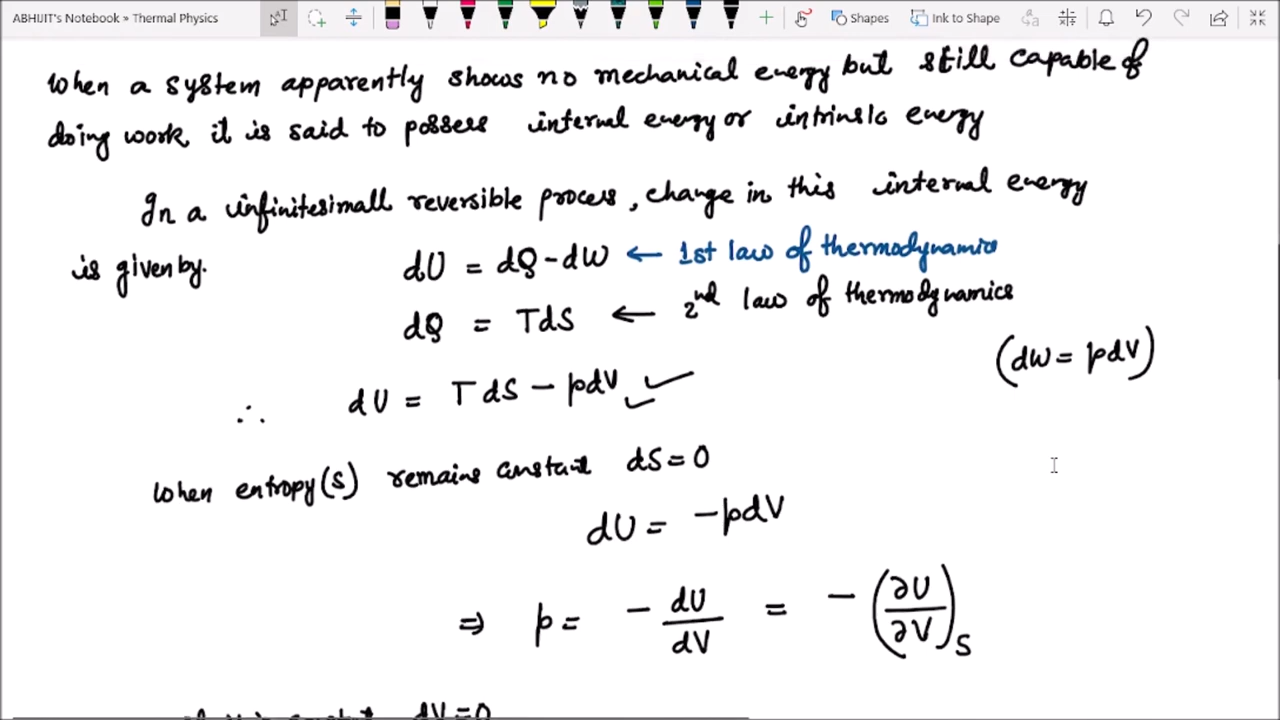 ABHIJIT's Notebook » Thermal Physics
Shapes
Ink to Shape
When a system apparently shows no mechanical energy but still capable of
doing work, it is said to possess internal energy or intrinsic energy
In a infinitesimall reversible process, change in this internal energy
is given by.
dU = dQ - dW ← 1st law of thermodynamics
dQ = TdS ← 2nd law of thermodynamics
(dW = pdV)
∴ dU = TdS - pdV ✓
When entropy(S) remains constant dS = 0
dU = -pdV
⇒ p = - dU/dV = - (∂U/∂V)S
dV = 0